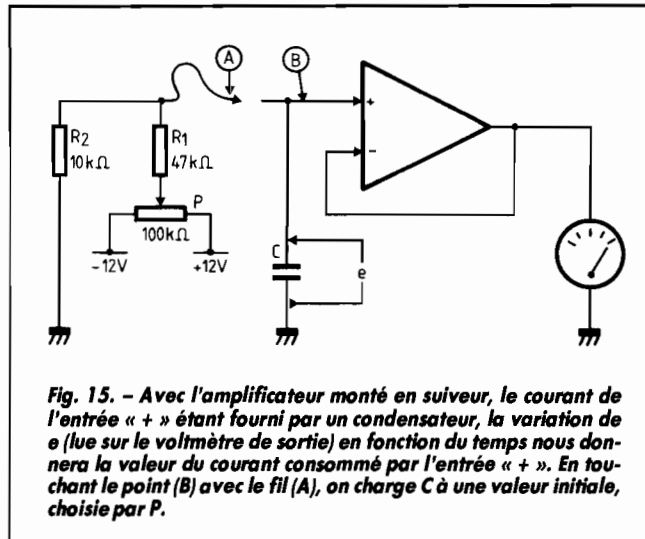 A
B
R2
10kΩ
R1
47kΩ
P
100kΩ
-12V
+12V
C
e
+
-
Fig. 15. – Avec l'amplificateur monté en suiveur, le courant de
l'entrée « + » étant fourni par un condensateur, la variation de
e (lue sur le voltmètre de sortie) en fonction du temps nous don-
nera la valeur du courant consommé par l'entrée « + ». En tou-
chant le point (B) avec le fil (A), on charge C à une valeur initiale,
choisie par P.